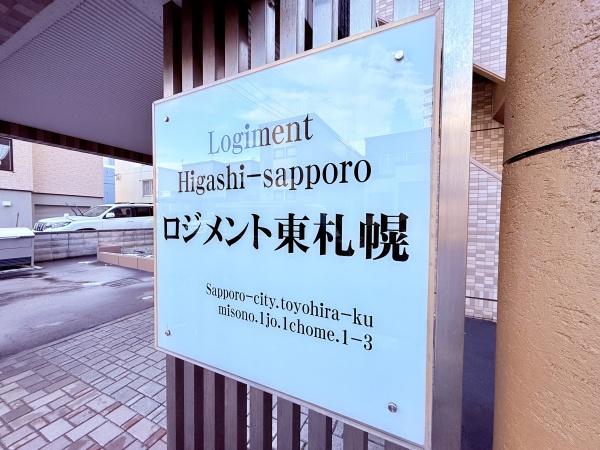 Logiment
Higashi-sapporo
ロジメント東札幌
Sapporo-city.toyohira-ku
misono.1jo.1chome.1-3